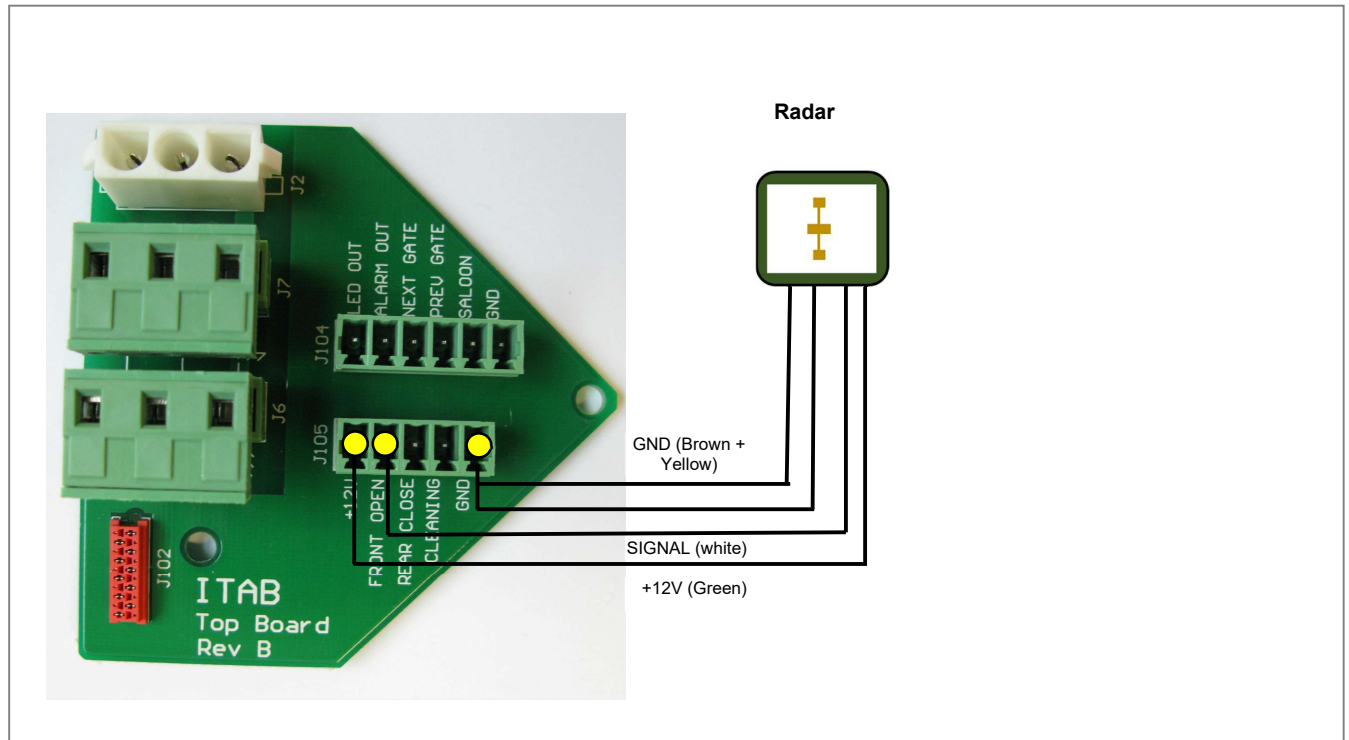 Radar
J2
J7
LED OUT
ALARM OUT
NEXT GATE
PREV GATE
SALOON
GND
J104
J6
J105
+12V
FRONT OPEN
REAR CLOSE
CLEANING
GND
GND (Brown +
Yellow)
SIGNAL (white)
+12V (Green)
J102
ITAB
Top Board
Rev B